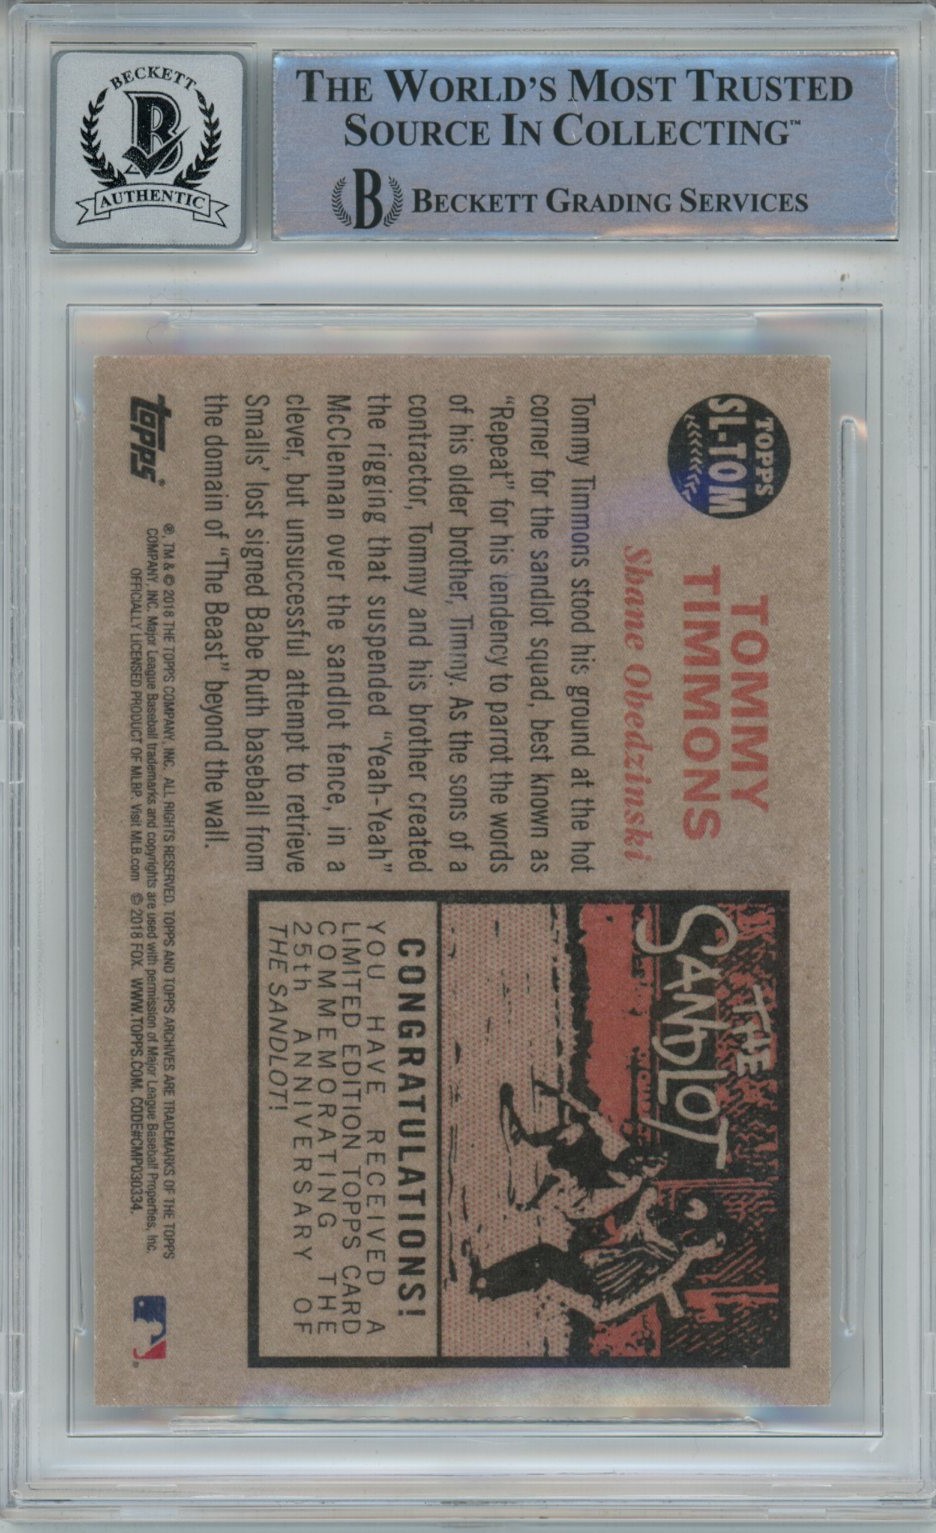 BECKETT
B
AUTHENTIC
THE WORLD'S MOST TRUSTED
SOURCE IN COLLECTING™
B BECKETT GRADING SERVICES
TOPPS
SL-TOM
TOMMY
TIMMONS
Shane Obedzinski
Tommy Timmons stood his ground at the hot
corner for the sandlot squad, best known as
“Repeat” for his tendency to parrot the words
of his older brother, Timmy. As the sons of a
contractor, Tommy and his brother created
the rigging that suspended “Yeah-Yeah”
McClennan over the sandlot fence, in a
clever, but unsuccessful attempt to retrieve
Smalls’ lost signed Babe Ruth baseball from
the domain of “The Beast” beyond the wall.
THE
SANDLOT
CONGRATULATIONS!
YOU HAVE RECEIVED A
LIMITED EDITION TOPPS CARD
COMMEMORATING THE
25th ANNIVERSARY OF
THE SANDLOT!
topps®
®, TM & © 2018 THE TOPPS COMPANY, INC. ALL RIGHTS RESERVED. TOPPS AND TOPPS ARCHIVES ARE TRADEMARKS OF THE TOPPS
COMPANY, INC. Major League Baseball trademarks and copyrights are used with permission of Major League Baseball Properties, Inc.
OFFICIALLY LICENSED PRODUCT OF MLBP. Visit MLB.com © 2018 FOX. WWW.TOPPS.COM. CODE#CMP030334.
®